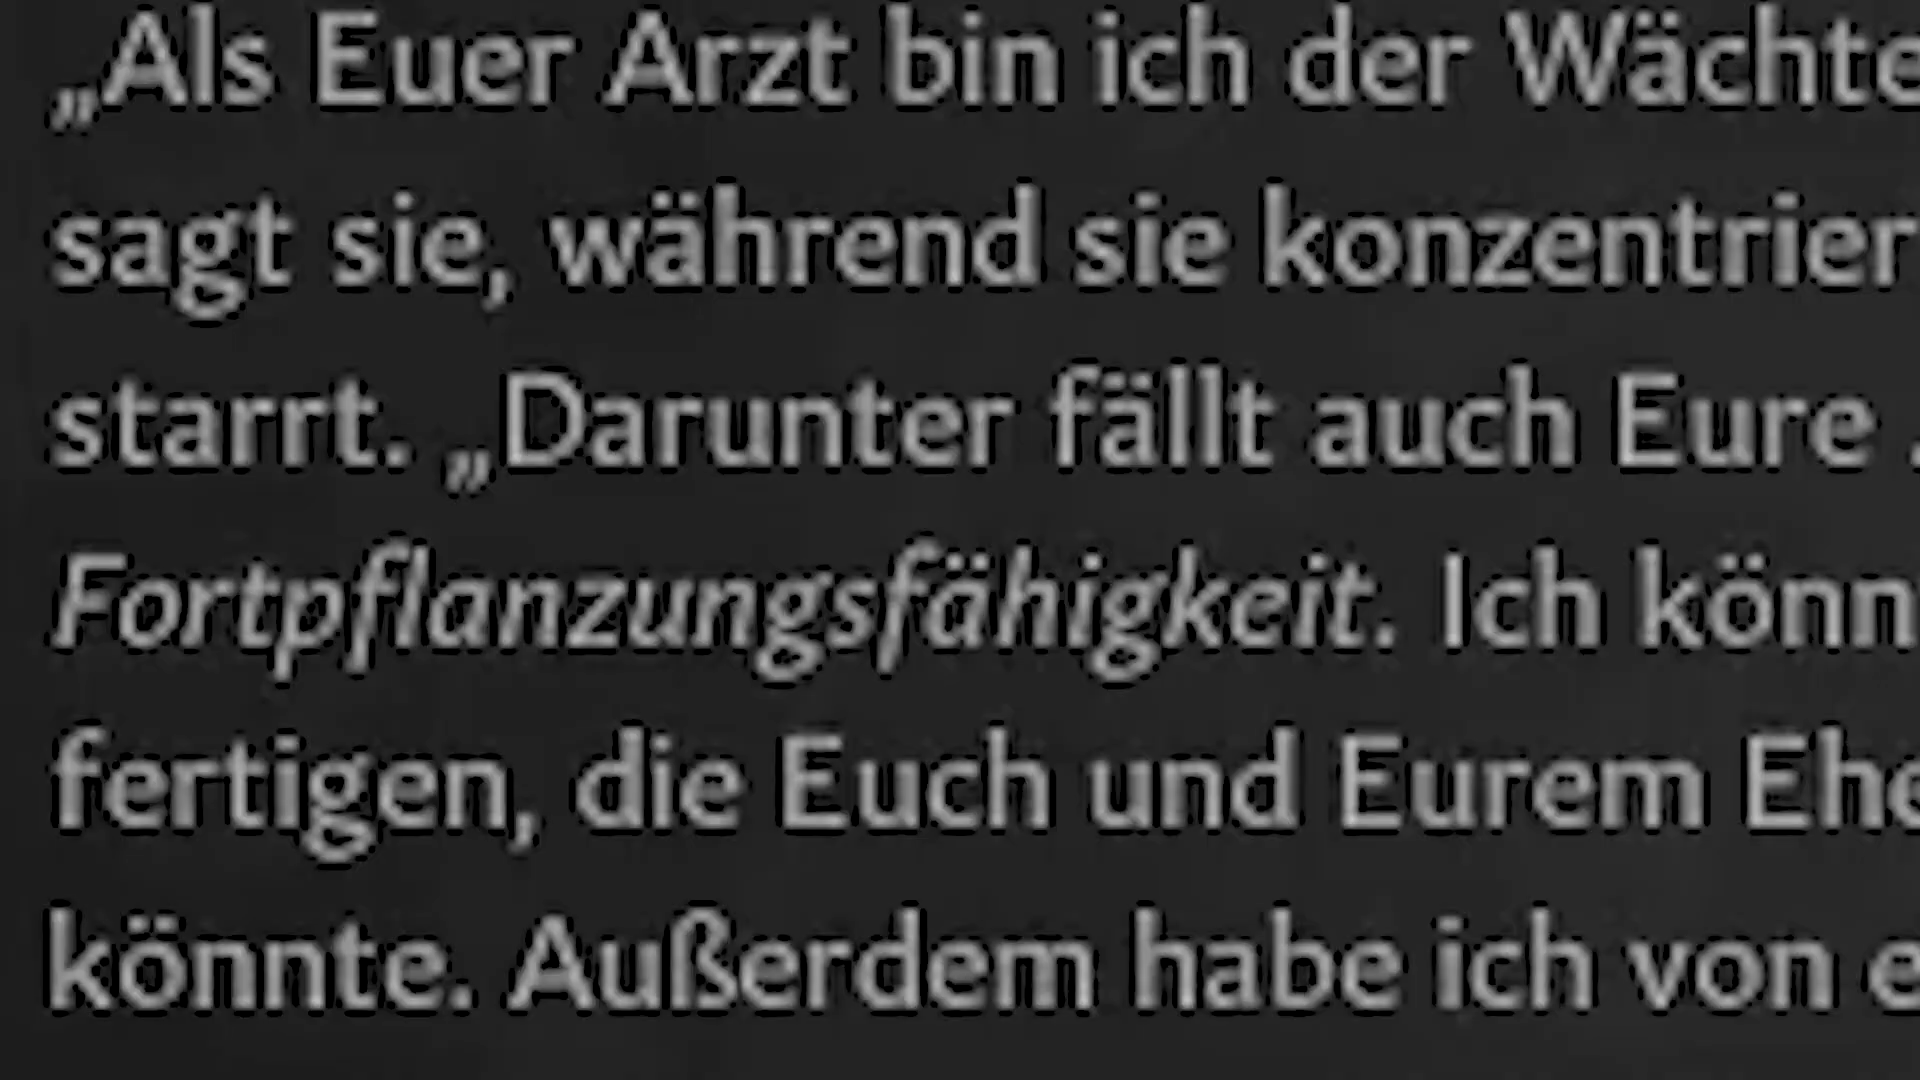 „Als Euer Arzt bin ich der Wächte
sagt sie, während sie konzentrier
starrt. „Darunter fällt auch Eure
Fortpflanzungsfähigkeit. Ich könn
fertigen, die Euch und Eurem Ehe
könnte. Außerdem habe ich von e